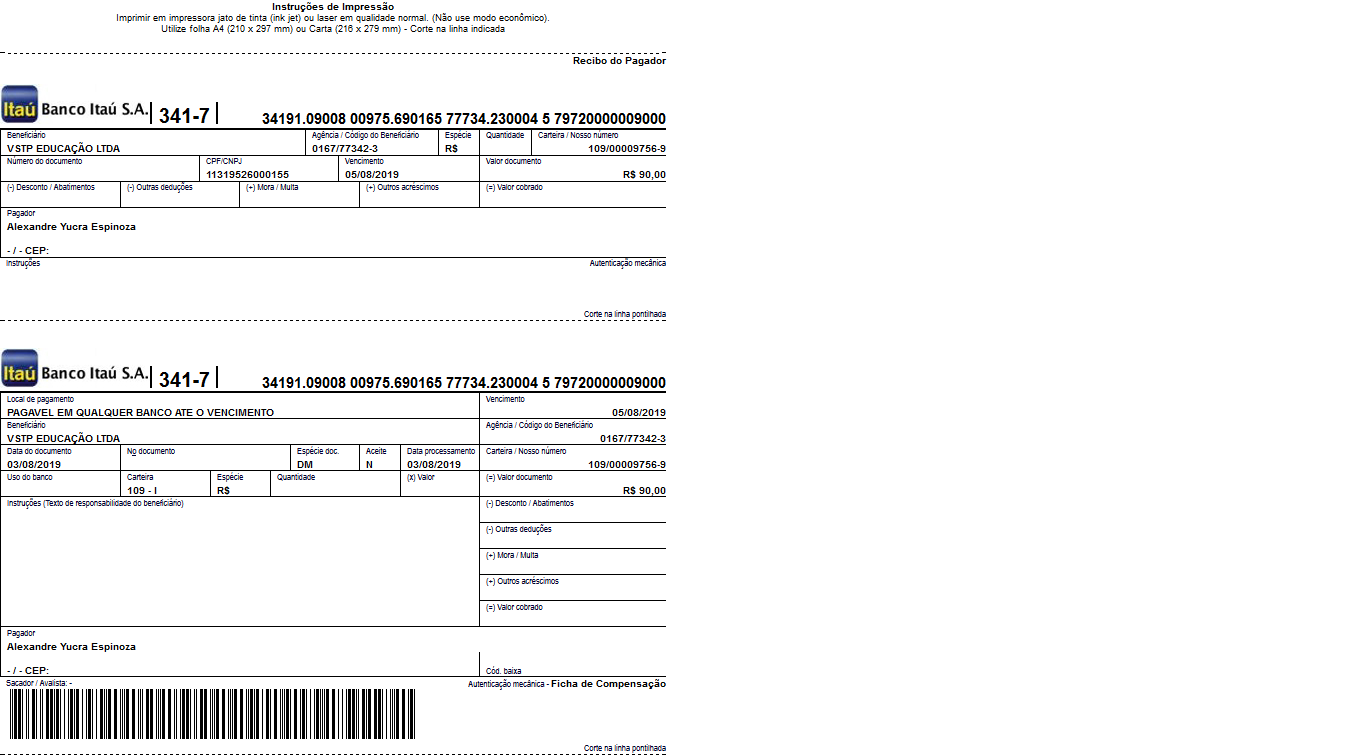 Instruções de Impressão
Imprimir em impressora jato de tinta (ink jet) ou laser em qualidade normal. (Não use modo econômico).
Utilize folha A4 (210 x 297 mm) ou Carta (216 x 279 mm) - Corte na linha indicada
Recibo do Pagador
Itaú Banco Itaú S.A. 341-7 34191.09008 00975.690165 77734.230004 5 79720000009000
Beneficiário Agência / Código do Beneficiário Espécie Quantidade Carteira / Nosso número
VSTP EDUCAÇÃO LTDA 0167/77342-3 R$ 109/00009756-9
Número do documento CPF/CNPJ Vencimento Valor documento
11319526000155 05/08/2019 R$ 90,00
(-) Desconto / Abatimentos (-) Outras deduções (+) Mora / Multa (+) Outros acréscimos (=) Valor cobrado
Pagador
Alexandre Yucra Espinoza
- / - CEP:
Instruções Autenticação mecânica
Corte na linha pontilhada
Itaú Banco Itaú S.A. 341-7 34191.09008 00975.690165 77734.230004 5 79720000009000
Local de pagamento Vencimento
PAGAVEL EM QUALQUER BANCO ATE O VENCIMENTO 05/08/2019
Beneficiário Agência / Código do Beneficiário
VSTP EDUCAÇÃO LTDA 0167/77342-3
Data do documento No documento Espécie doc. Aceite Data processamento Carteira / Nosso número
03/08/2019 DM N 03/08/2019 109/00009756-9
Uso do banco Carteira Espécie Quantidade (x) Valor (=) Valor documento
109 - I R$ R$ 90,00
Instruções (Texto de responsabilidade do beneficiário) (-) Desconto / Abatimentos
(-) Outras deduções
(+) Mora / Multa
(+) Outros acréscimos
(=) Valor cobrado
Pagador
Alexandre Yucra Espinoza
- / - CEP: Cód. baixa
Sacador / Avalista: - Autenticação mecânica - Ficha de Compensação
Corte na linha pontilhada